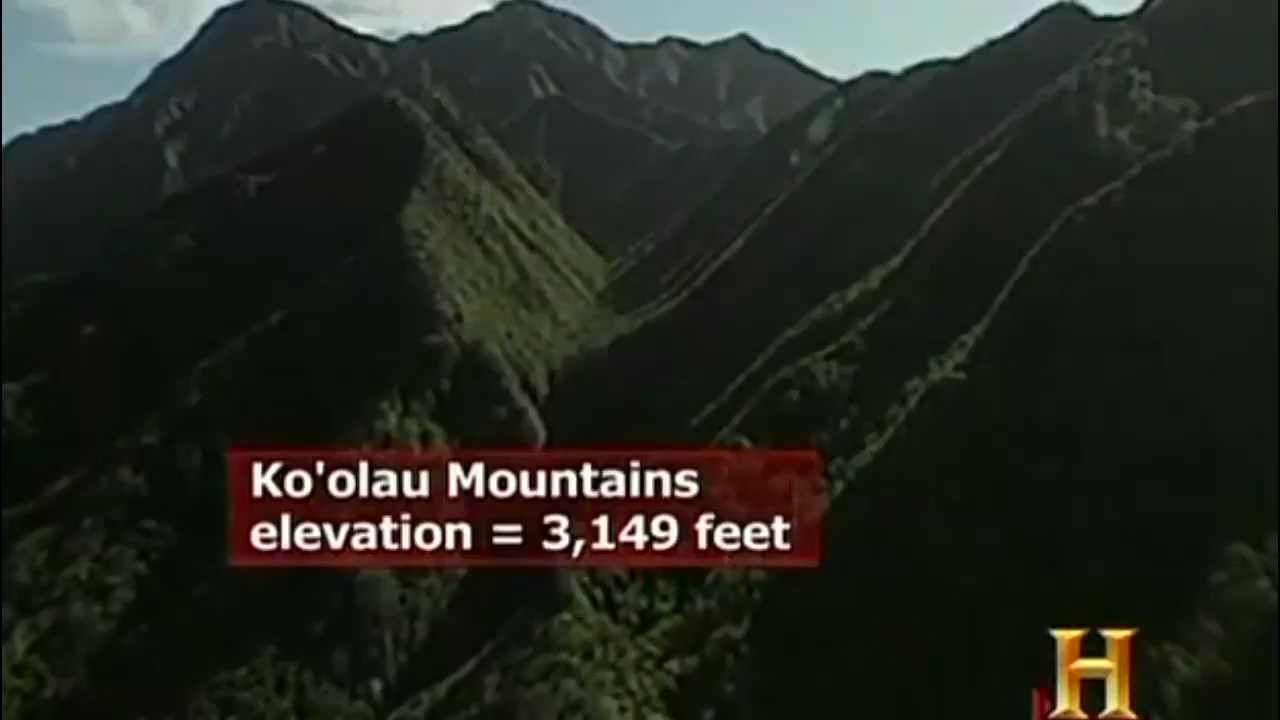 Ko'olau Mountains
elevation = 3,149 feet
H